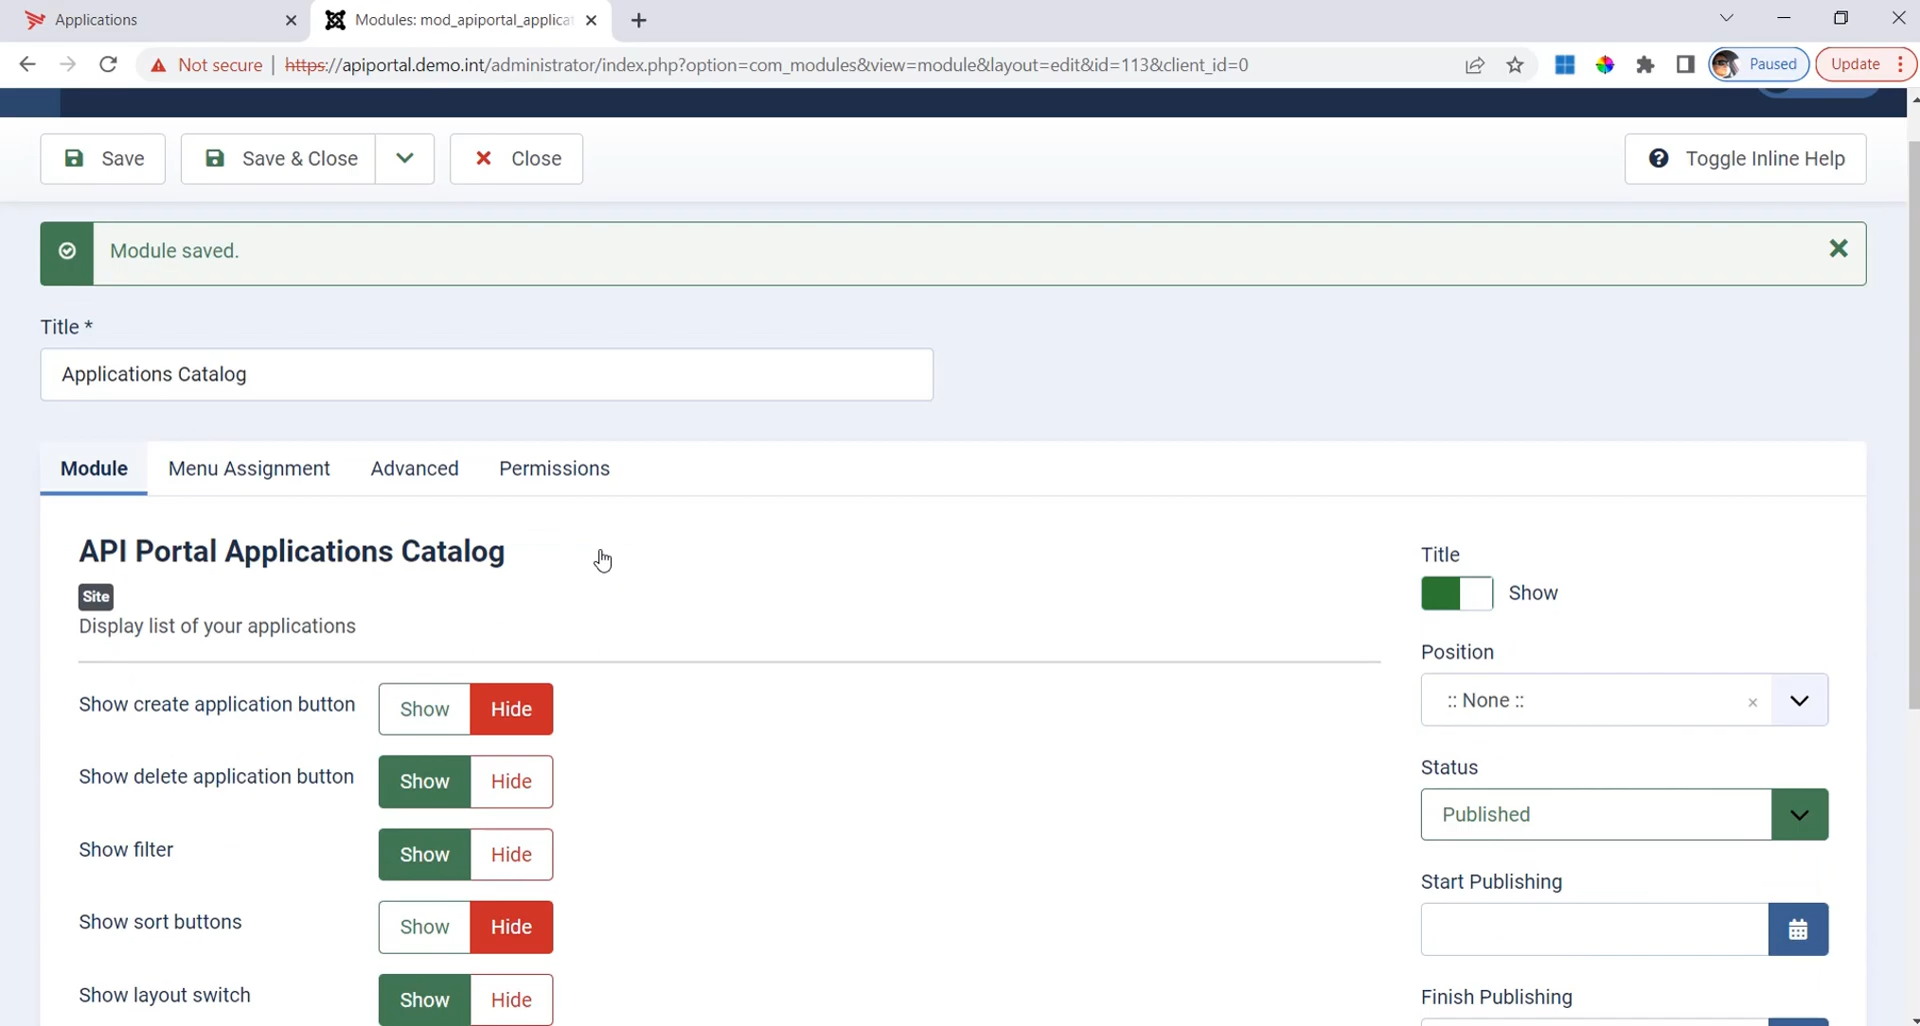 Applications
Modules: mod_apiportal_applica
Not secure
https://apiportal.demo.int/administrator/index.php?option=com_modules&view=module&layout=edit&id=113&client_id=0
Paused
Update
Save
Save & Close
Close
Toggle Inline Help
Module saved.
Title *
Applications Catalog
Module
Menu Assignment
Advanced
Permissions
API Portal Applications Catalog
Site
Display list of your applications
Show create application button
Show
Hide
Show delete application button
Show
Hide
Show filter
Show
Hide
Show sort buttons
Show
Hide
Show layout switch
Show
Hide
Title
Show
Position
:: None ::
Status
Published
Start Publishing
Finish Publishing